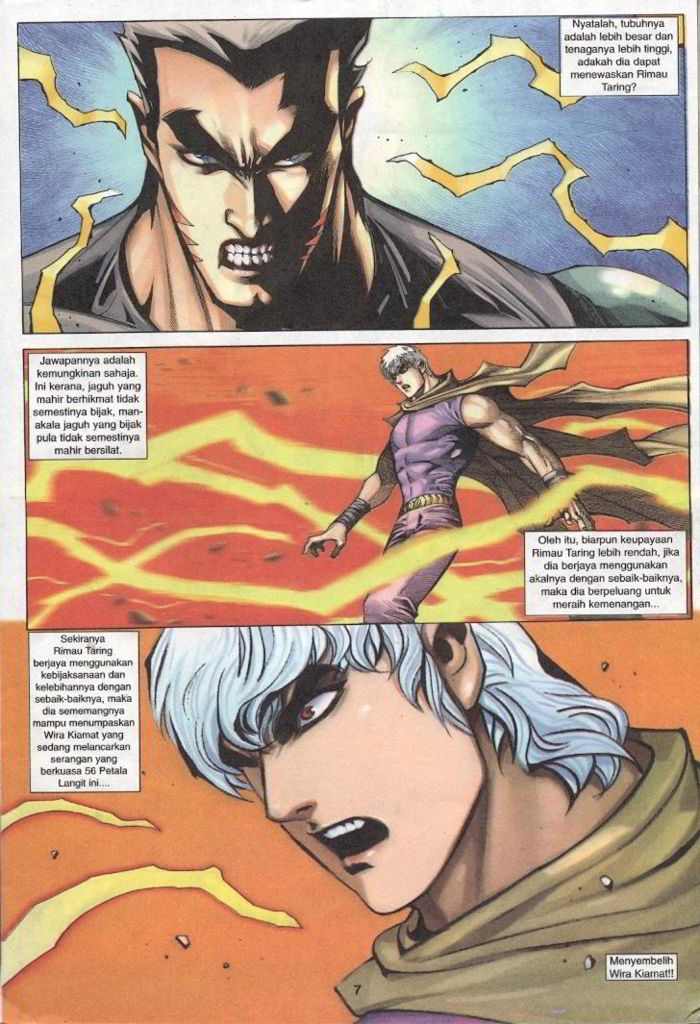 Nyatalah, tubuhnya
adalah lebih besar dan
tenaganya lebih tinggi,
adakah dia dapat
menewaskan Rimau
Taring?
Jawapannya adalah
kemungkinan sahaja.
Ini kerana, jaguh yang
mahir berhikmat tidak
semestinya bijak, man-
akala jaguh yang bijak
pula tidak semestinya
mahir bersilat.
Oleh itu, biarpun keupayaan
Rimau Taring lebih rendah, jika
dia berjaya menggunakan
akalnya dengan sebaik-baiknya,
maka dia berpeluang untuk
meraih kemenangan...
Sekiranya
Rimau Taring
berjaya menggunakan
kebijaksanaan dan
kelebihannya dengan
sebaik-baiknya, maka
dia sememangnya
mampu menumpaskan
Wira Kiamat yang
sedang melancarkan
serangan yang
berkuasa 56 Petala
Langit ini....
Menyembelih
Wira Kiamat!!
7